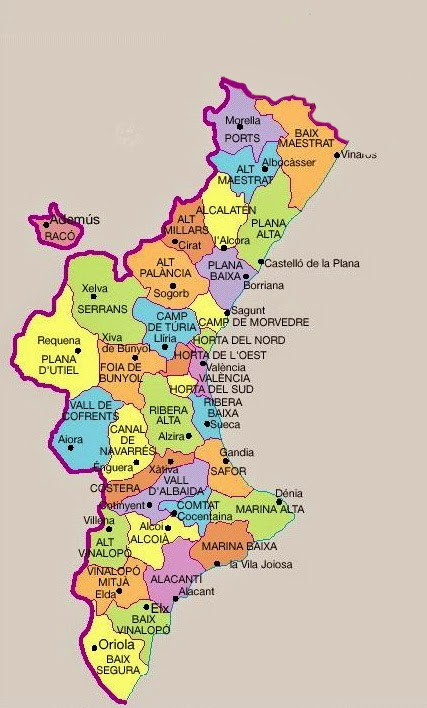 Morella
PORTS
BAIX
MAESTRAT
Vinaròs
Albocàsser
ALT
MAESTRAT
Ademús
RACÓ
ALCALATÉN
ALT
MILLARS
Cirat
l'Alcora
PLANA
ALTA
ALT
PALÀNCIA
Sogorb
PLANA
BAIXA
Castelló de la Plana
Borriana
Xelva
SERRANS
CAMP
DE TÚRIA
Llíria
Sagunt
CAMP DE MORVEDRE
Requena
PLANA
D'UTIEL
Xiva
de Bunyol
FOIA DE
BUNYOL
HORTA DEL NORD
HORTA DE L'OEST
València
VALÈNCIA
HORTA DEL SUD
VALL DE
COFRENTS
Aiora
CANAL
DE
NAVARRÉS
Enguera
RIBERA
ALTA
Alzira
RIBERA
BAIXA
Sueca
Gandia
SAFOR
COSTERA
Xàtiva
VALL
D'ALBAIDA
Ontinyent
COMTAT
Cocentaina
Dénia
MARINA ALTA
Villena
ALT
VINALOPÓ
Alcoi
ALCOIÀ
MARINA BAIXA
la Vila Joiosa
VINALOPÓ
MITJÀ
Elda
ALACANTÍ
Alacant
Elx
BAIX
VINALOPÓ
Oriola
BAIX
SEGURA